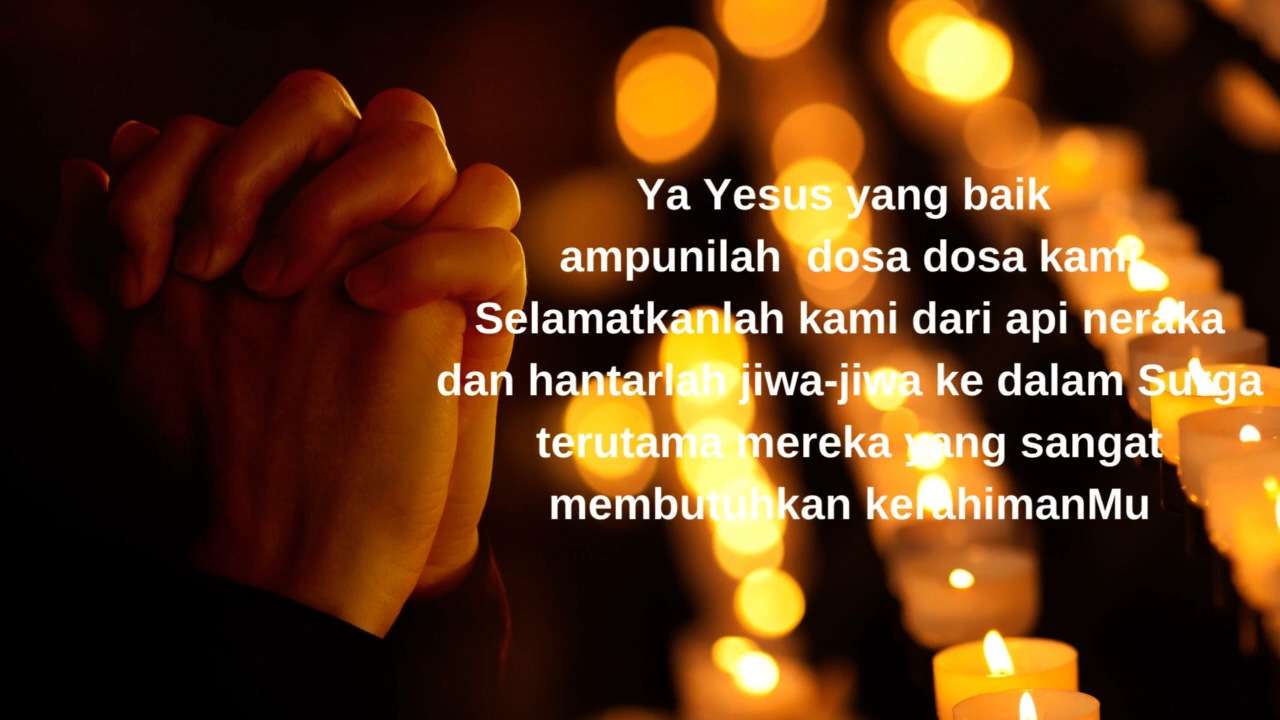 Ya Yesus yang baik
ampunilah  dosa dosa kami
Selamatkanlah kami dari api neraka
dan hantarlah jiwa-jiwa ke dalam Surga
terutama mereka yang sangat
membutuhkan kerahimanMu